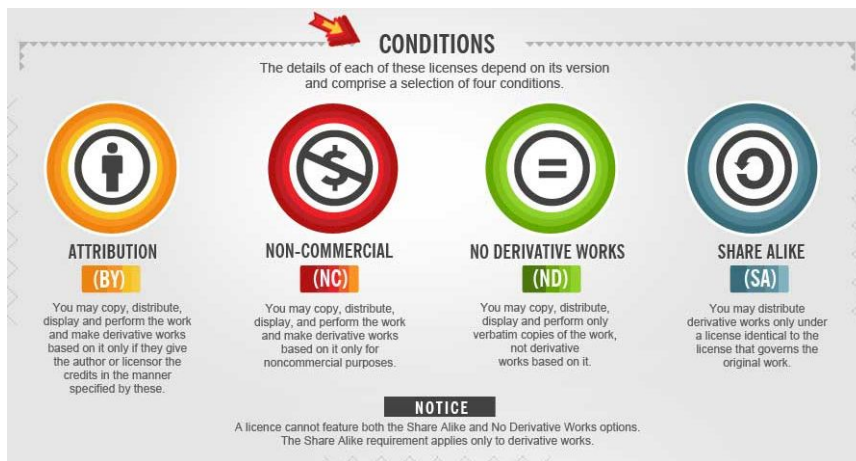 CONDITIONS
The details of each of these licenses depend on its version
and comprise a selection of four conditions.
ATTRIBUTION
(BY)
You may copy, distribute,
display and perform the work
and make derivative works
based on it only if they give
the author or licensor the
credits in the manner
specified by these.
NON-COMMERCIAL
(NC)
You may copy, distribute,
display, and perform the work
and make derivative works
based on it only for
noncommercial purposes.
NO DERIVATIVE WORKS
(ND)
You may copy, distribute,
display and perform only
verbatim copies of the work,
not derivative
works based on it.
SHARE ALIKE
(SA)
You may distribute
derivative works only under
a license identical to the
license that governs the
original work.
NOTICE
A licence cannot feature both the Share Alike and No Derivative Works options.
The Share Alike requirement applies only to derivative works.